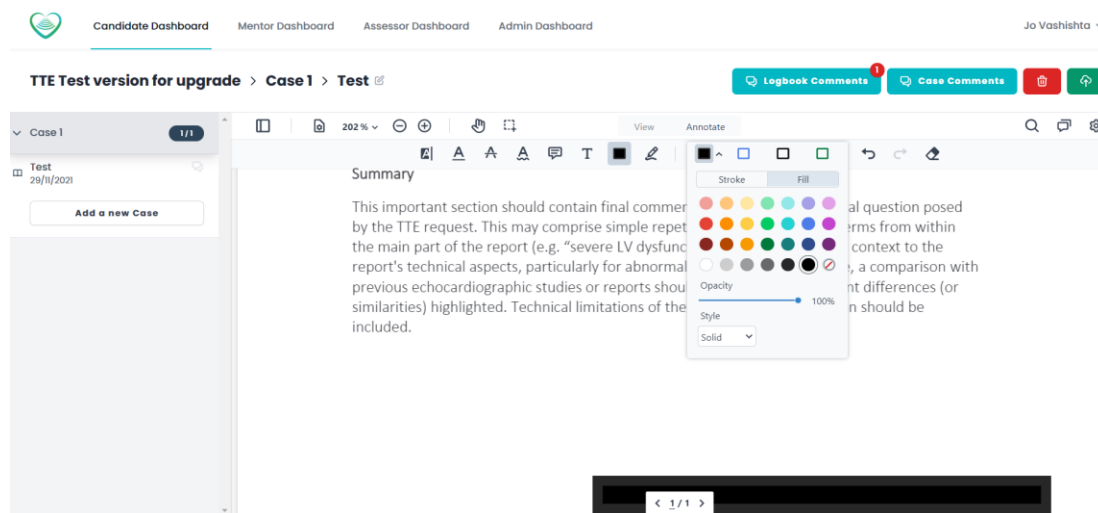 Candidate Dashboard Mentor Dashboard Assessor Dashboard Admin Dashboard Jo Vashishta
TTE Test version for upgrade > Case 1 > Test
Logbook Comments 1 Case Comments
Case 1 1/1
202 % View Annotate
Test
29/11/2021
Add a new Case
A A A A T
Stroke Fill
Summary
This important section should contain final commer al question posed
by the TTE request. This may comprise simple repet erms from within
the main part of the report (e.g. “severe LV dysfunc context to the
report's technical aspects, particularly for abnormal e, a comparison with
previous echocardiographic studies or reports shou nt differences (or
similarities) highlighted. Technical limitations of the n should be
included.
Opacity
100%
Style
Solid
< 1 / 1 >